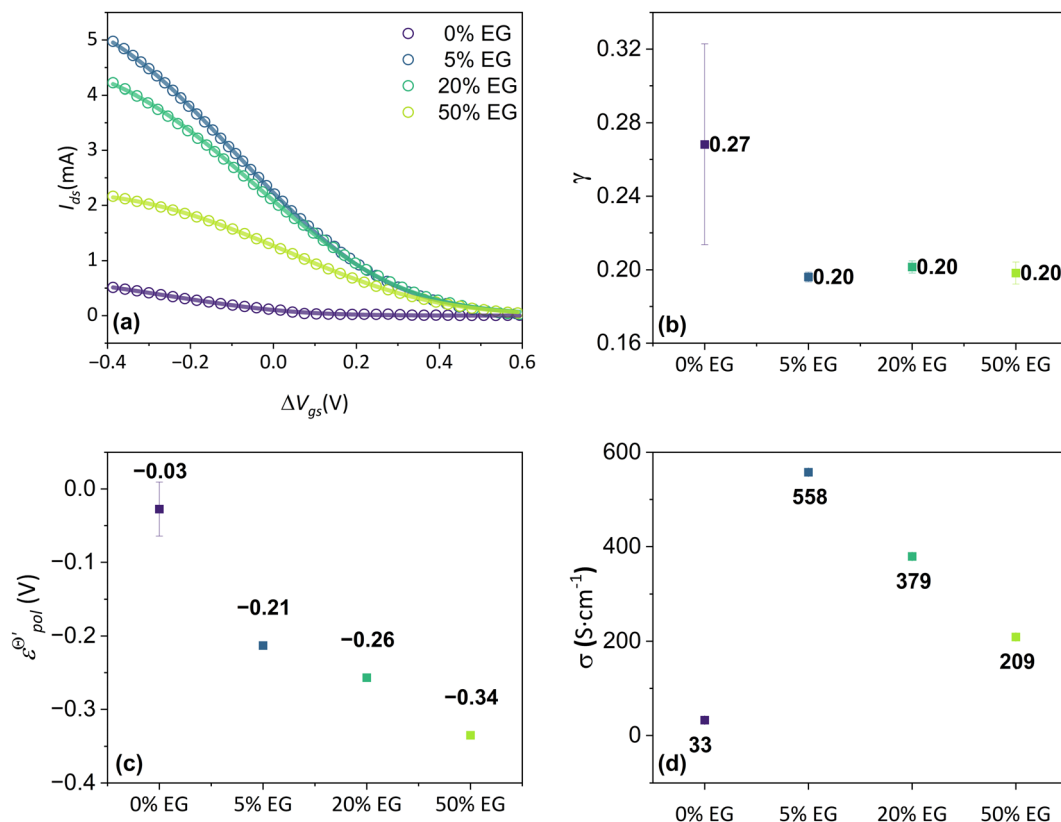 5
4
3
2
1
0
I_ds(mA)
0% EG
5% EG
20% EG
50% EG
(a)
−0.4 −0.2 0.0 0.2 0.4 0.6
ΔV_gs(V)
0.32
0.28
0.24
0.20
0.16
γ
0.27
0.20
0.20
0.20
(b)
0% EG 5% EG 20% EG 50% EG
0.0
−0.1
−0.2
−0.3
−0.4
ε^Θ′_pol (V)
−0.03
−0.21
−0.26
−0.34
(c)
0% EG 5% EG 20% EG 50% EG
600
400
200
0
σ (S·cm⁻¹)
33
558
379
209
(d)
0% EG 5% EG 20% EG 50% EG